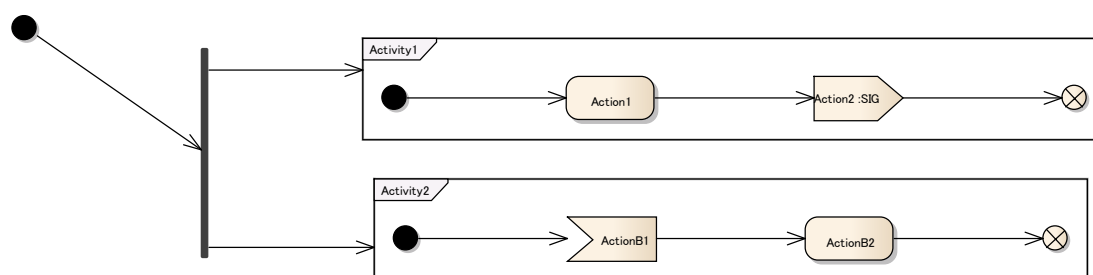 Activity1
Action1
Action2 :SIG
Activity2
ActionB1
ActionB2